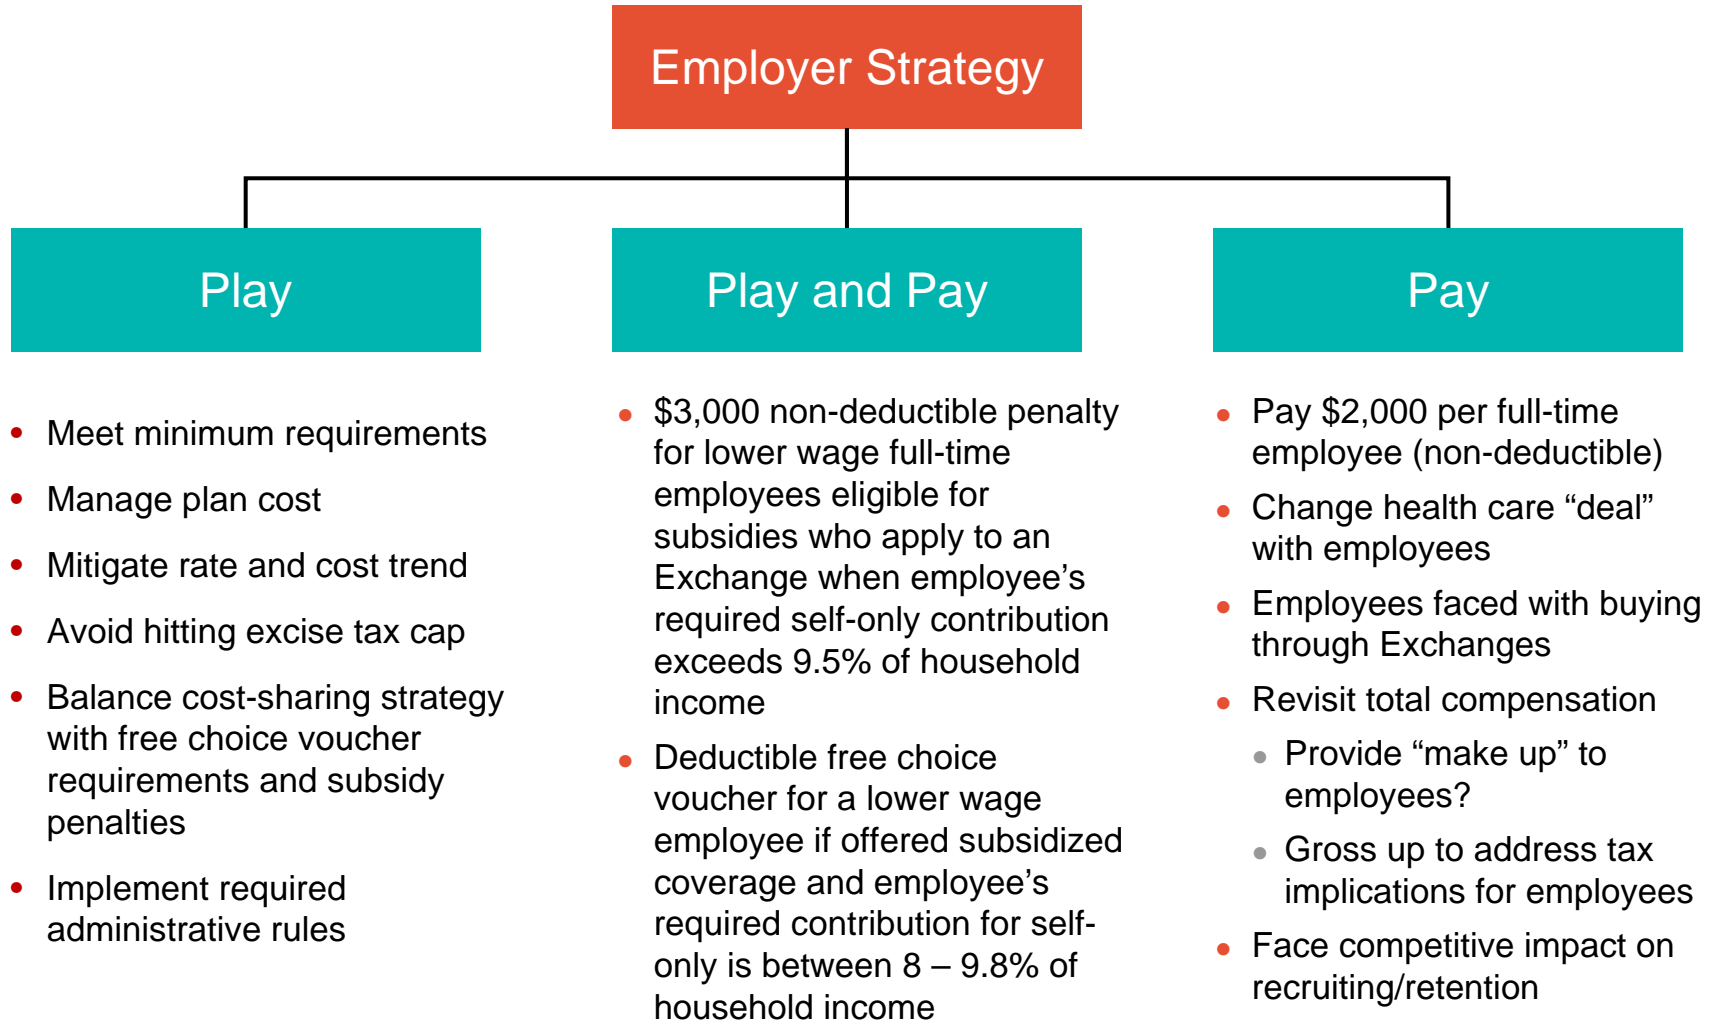 Employer Strategy
Play
Play and Pay
Pay
• Meet minimum requirements
• Manage plan cost
• Mitigate rate and cost trend
• Avoid hitting excise tax cap
• Balance cost-sharing strategy
with free choice voucher
requirements and subsidy
penalties
• Implement required
administrative rules
• $3,000 non-deductible penalty
for lower wage full-time
employees eligible for
subsidies who apply to an
Exchange when employee’s
required self-only contribution
exceeds 9.5% of household
income
• Deductible free choice
voucher for a lower wage
employee if offered subsidized
coverage and employee’s
required contribution for self-
only is between 8 – 9.8% of
household income
• Pay $2,000 per full-time
employee (non-deductible)
• Change health care “deal”
with employees
• Employees faced with buying
through Exchanges
• Revisit total compensation
• Provide “make up” to
employees?
• Gross up to address tax
implications for employees
• Face competitive impact on
recruiting/retention